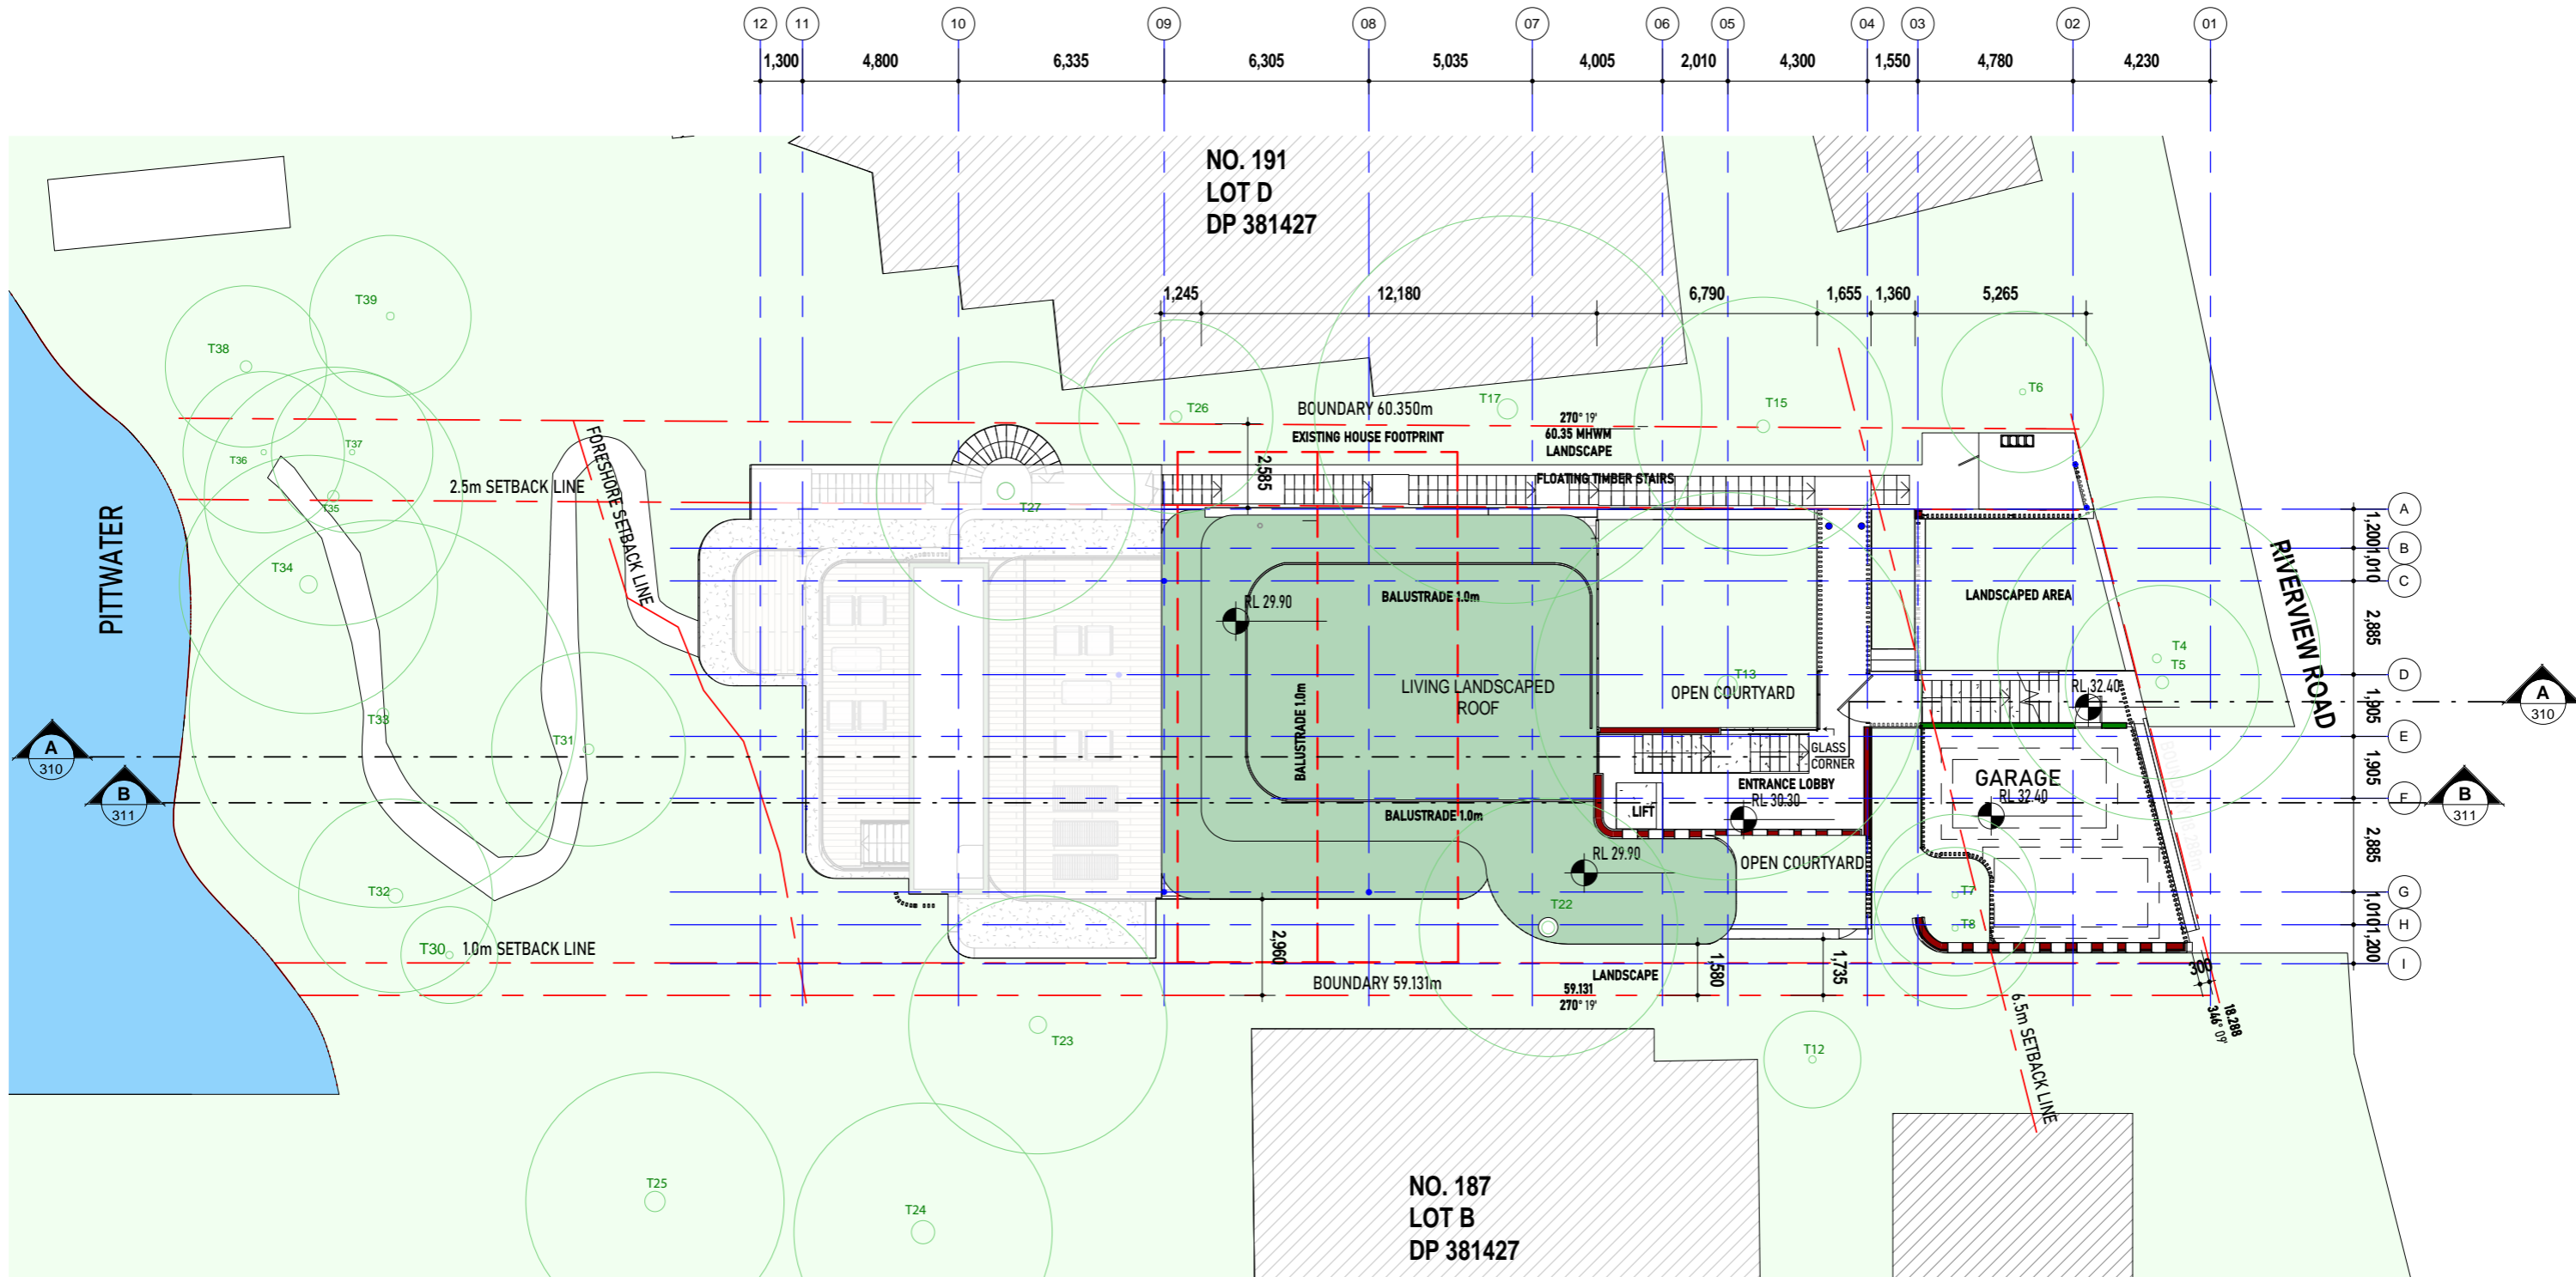 12 11 10 09 08 07 06 05 04 03 02 01
1,300 4,800 6,335 6,305 5,035 4,005 2,010 4,300 1,550 4,780 4,230
NO. 191
LOT D
DP 381427
1,245 12,180 6,790 1,655 1,360 5,265
T39
T38
T6
T26
T17
T15
BOUNDARY 60.350m
270° 19'
60.35 MHWM
LANDSCAPE
EXISTING HOUSE FOOTPRINT
T36
T37
FORESHORE SETBACK LINE
2,585
FLOATING TIMBER STAIRS
2.5m SETBACK LINE
T35
T27
PITTWATER
T34
A
B
C
D
E
F
G
H
I
1,200
1,010
2,885
1,905
1,905
2,885
1,010
1,200
RIVERVIEW ROAD
RL 29.90
BALUSTRADE 1.0m
LANDSCAPED AREA
T4
T5
T13
LIVING LANDSCAPED
ROOF
OPEN COURTYARD
RL 32.40
A
310
T33
T31
BALUSTRADE 1.0m
GLASS
CORNER
A
310
B
311
ENTRANCE LOBBY
RL 30.30
GARAGE
RL 32.40
B
311
LIFT
BALUSTRADE 1.0m
RL 29.90
OPEN COURTYARD
T32
T7
T8
T22
T30
1.0m SETBACK LINE
2,960
1,580
1,735
300
BOUNDARY 59.131m
LANDSCAPE
59.131
270° 19'
18.288
346° 09'
6.5m SETBACK LINE
T23
T12
T25
T24
NO. 187
LOT B
DP 381427